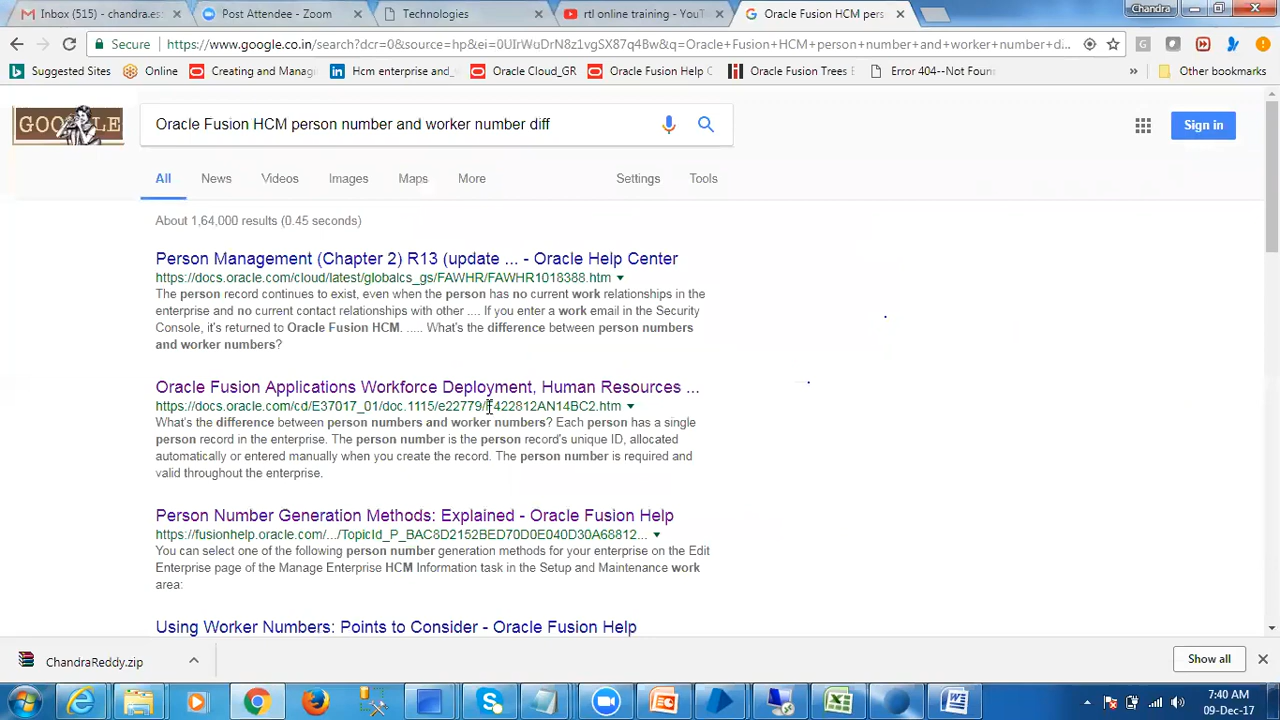 Inbox (515) - chandra.es
Post Attendee - Zoom
Technologies
rtl online training - YouT
Oracle Fusion HCM pers
Chandra
Secure
https://www.google.co.in/search?dcr=0&source=hp&ei=0UIrWuDrN8z1vgSX87q4Bw&q=Oracle+Fusion+HCM+person+number+and+worker+number+d...
Suggested Sites
Online
Creating and Manag
Hcm enterprise and
Oracle Cloud_GR
Oracle Fusion Help C
Oracle Fusion Trees E
Error 404--Not Foun
»
Other bookmarks
GOOGLE
Oracle Fusion HCM person number and worker number diff
Sign in
All
News
Videos
Images
Maps
More
Settings
Tools
About 1,64,000 results (0.45 seconds)
Person Management (Chapter 2) R13 (update ... - Oracle Help Center
https://docs.oracle.com/cloud/latest/globalcs_gs/FAWHR/FAWHR1018388.htm
The person record continues to exist, even when the person has no current work relationships in the
enterprise and no current contact relationships with other .... If you enter a work email in the Security
Console, it's returned to Oracle Fusion HCM. ..... What's the difference between person numbers
and worker numbers?
Oracle Fusion Applications Workforce Deployment, Human Resources ...
https://docs.oracle.com/cd/E37017_01/doc.1115/e22779/F422812AN14BC2.htm
What's the difference between person numbers and worker numbers? Each person has a single
person record in the enterprise. The person number is the person record's unique ID, allocated
automatically or entered manually when you create the record. The person number is required and
valid throughout the enterprise.
Person Number Generation Methods: Explained - Oracle Fusion Help
https://fusionhelp.oracle.com/.../TopicId_P_BAC8D2152BED70D0E040D30A68812...
You can select one of the following person number generation methods for your enterprise on the Edit
Enterprise page of the Manage Enterprise HCM Information task in the Setup and Maintenance work
area:
Using Worker Numbers: Points to Consider - Oracle Fusion Help
ChandraReddy.zip
Show all
7:40 AM
09-Dec-17